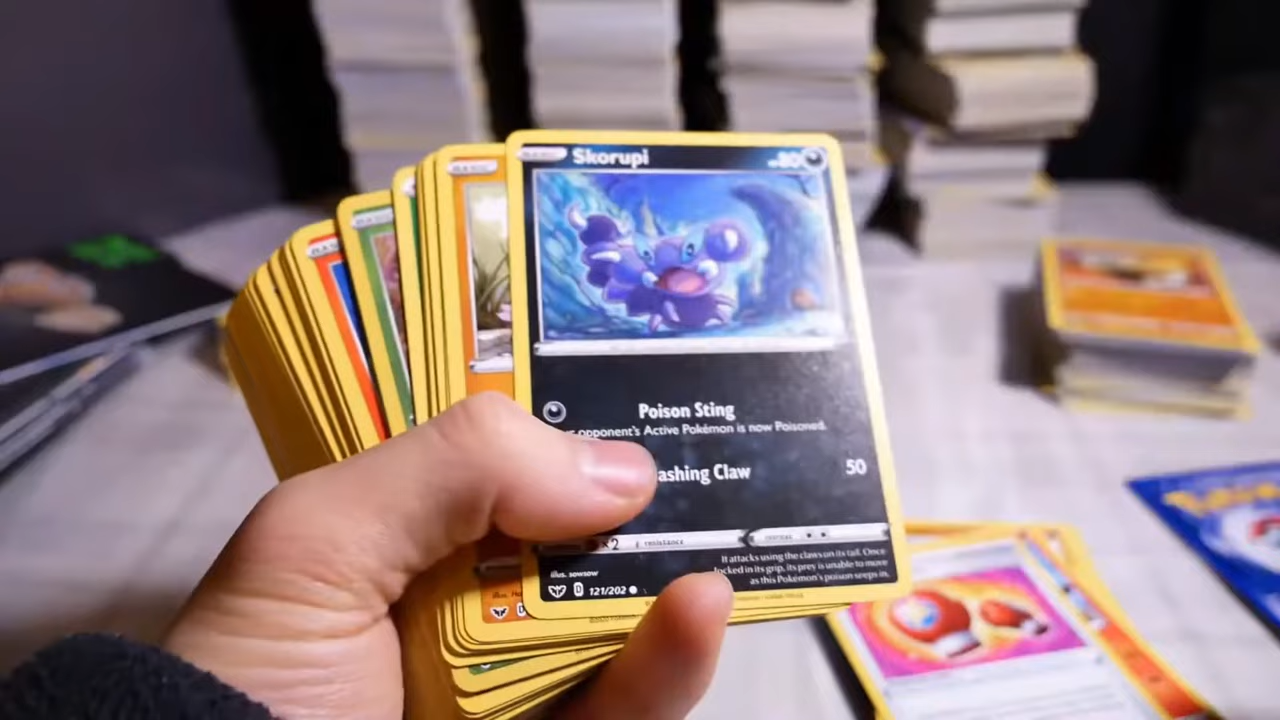 Skorupi
80
Poison Sting
opponent's Active Pokémon is now Poisoned.
ashing Claw 50
×2 resistance retreat
It attacks using the claws on its tail. Once
locked in its grip, its prey is unable to move
as this Pokémon's poison seeps in.
illus. sowsow
D 121/202
illus.